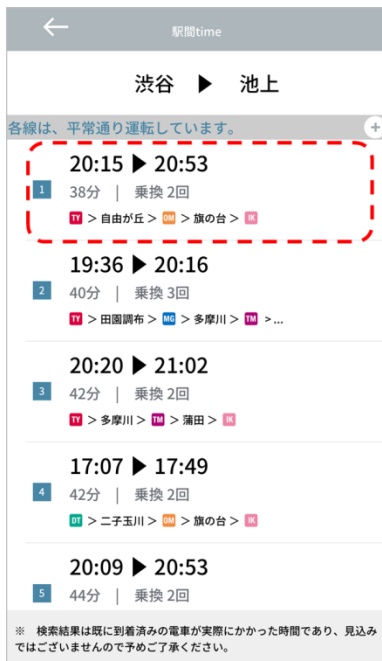 駅間time
渋谷 ▶ 池上
各線は、平常通り運転しています。
1
20:15 ▶ 20:53
38分 | 乗換 2回
TY > 自由が丘 > OM > 旗の台 > IK
2
19:36 ▶ 20:16
40分 | 乗換 3回
TY > 田園調布 > MG > 多摩川 > TM > ...
3
20:20 ▶ 21:02
42分 | 乗換 2回
TY > 多摩川 > TM > 蒲田 > IK
4
17:07 ▶ 17:49
42分 | 乗換 2回
DT > 二子玉川 > OM > 旗の台 > IK
5
20:09 ▶ 20:53
44分 | 乗換 2回
※ 検索結果は既に到着済みの電車が実際にかかった時間であり、見込み
ではございませんので予めご了承ください。